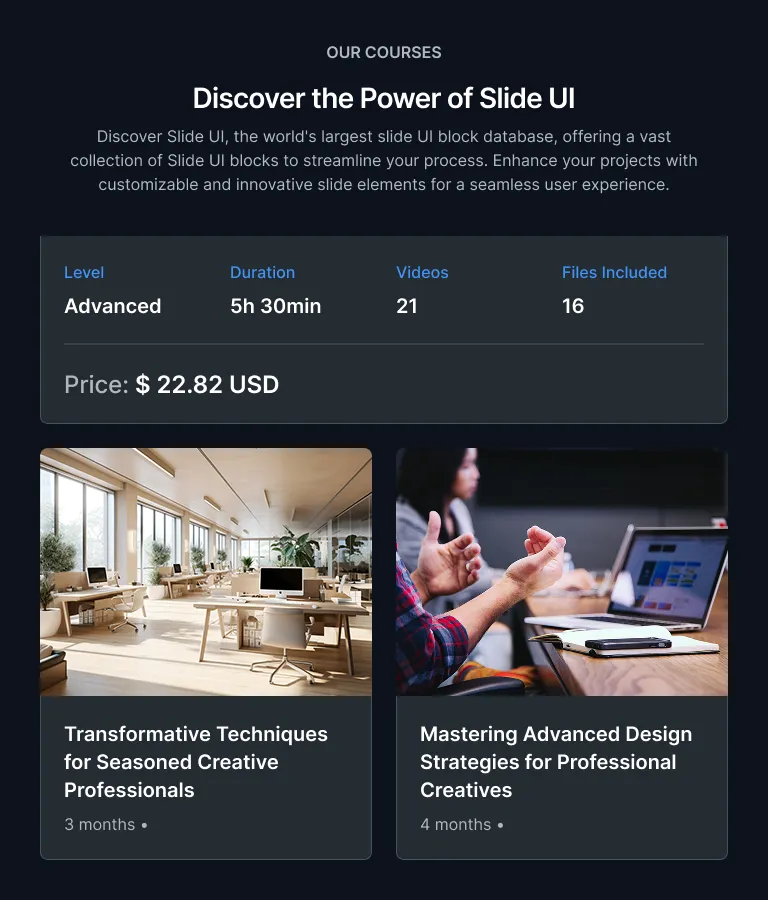 OUR COURSES
Discover the Power of Slide UI
Discover Slide UI, the world's largest slide UI block database, offering a vast
collection of Slide UI blocks to streamline your process. Enhance your projects with
customizable and innovative slide elements for a seamless user experience.
Level
Duration
Videos
Files Included
Advanced
5h 30min
21
16
Price: $ 22.82 USD
Transformative Techniques
for Seasoned Creative
Professionals
3 months •
Mastering Advanced Design
Strategies for Professional
Creatives
4 months •